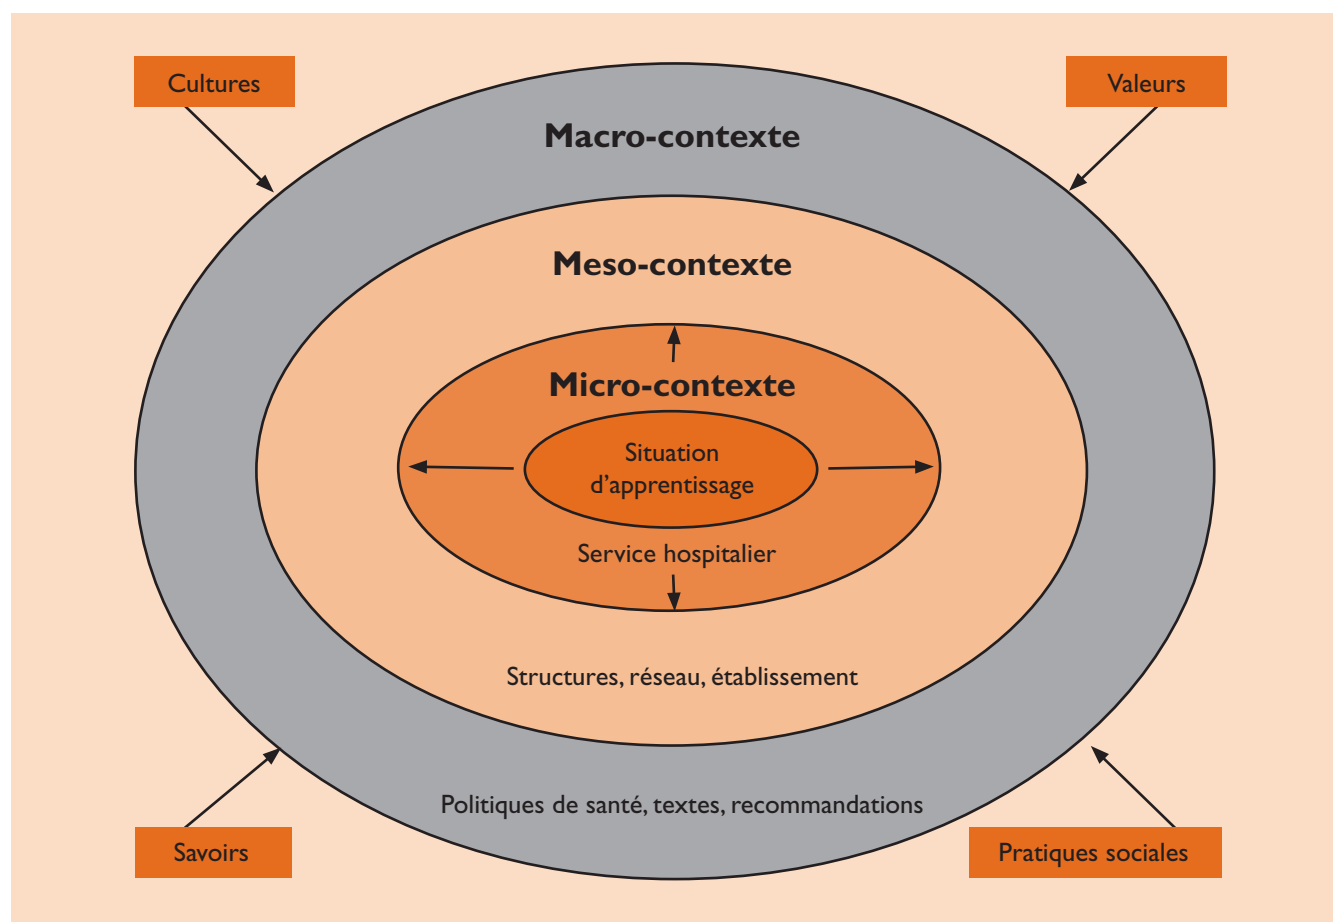 Cultures
Valeurs
Macro-contexte
Meso-contexte
Micro-contexte
Situation
d’apprentissage
Service hospitalier
Structures, réseau, établissement
Politiques de santé, textes, recommandations
Savoirs
Pratiques sociales